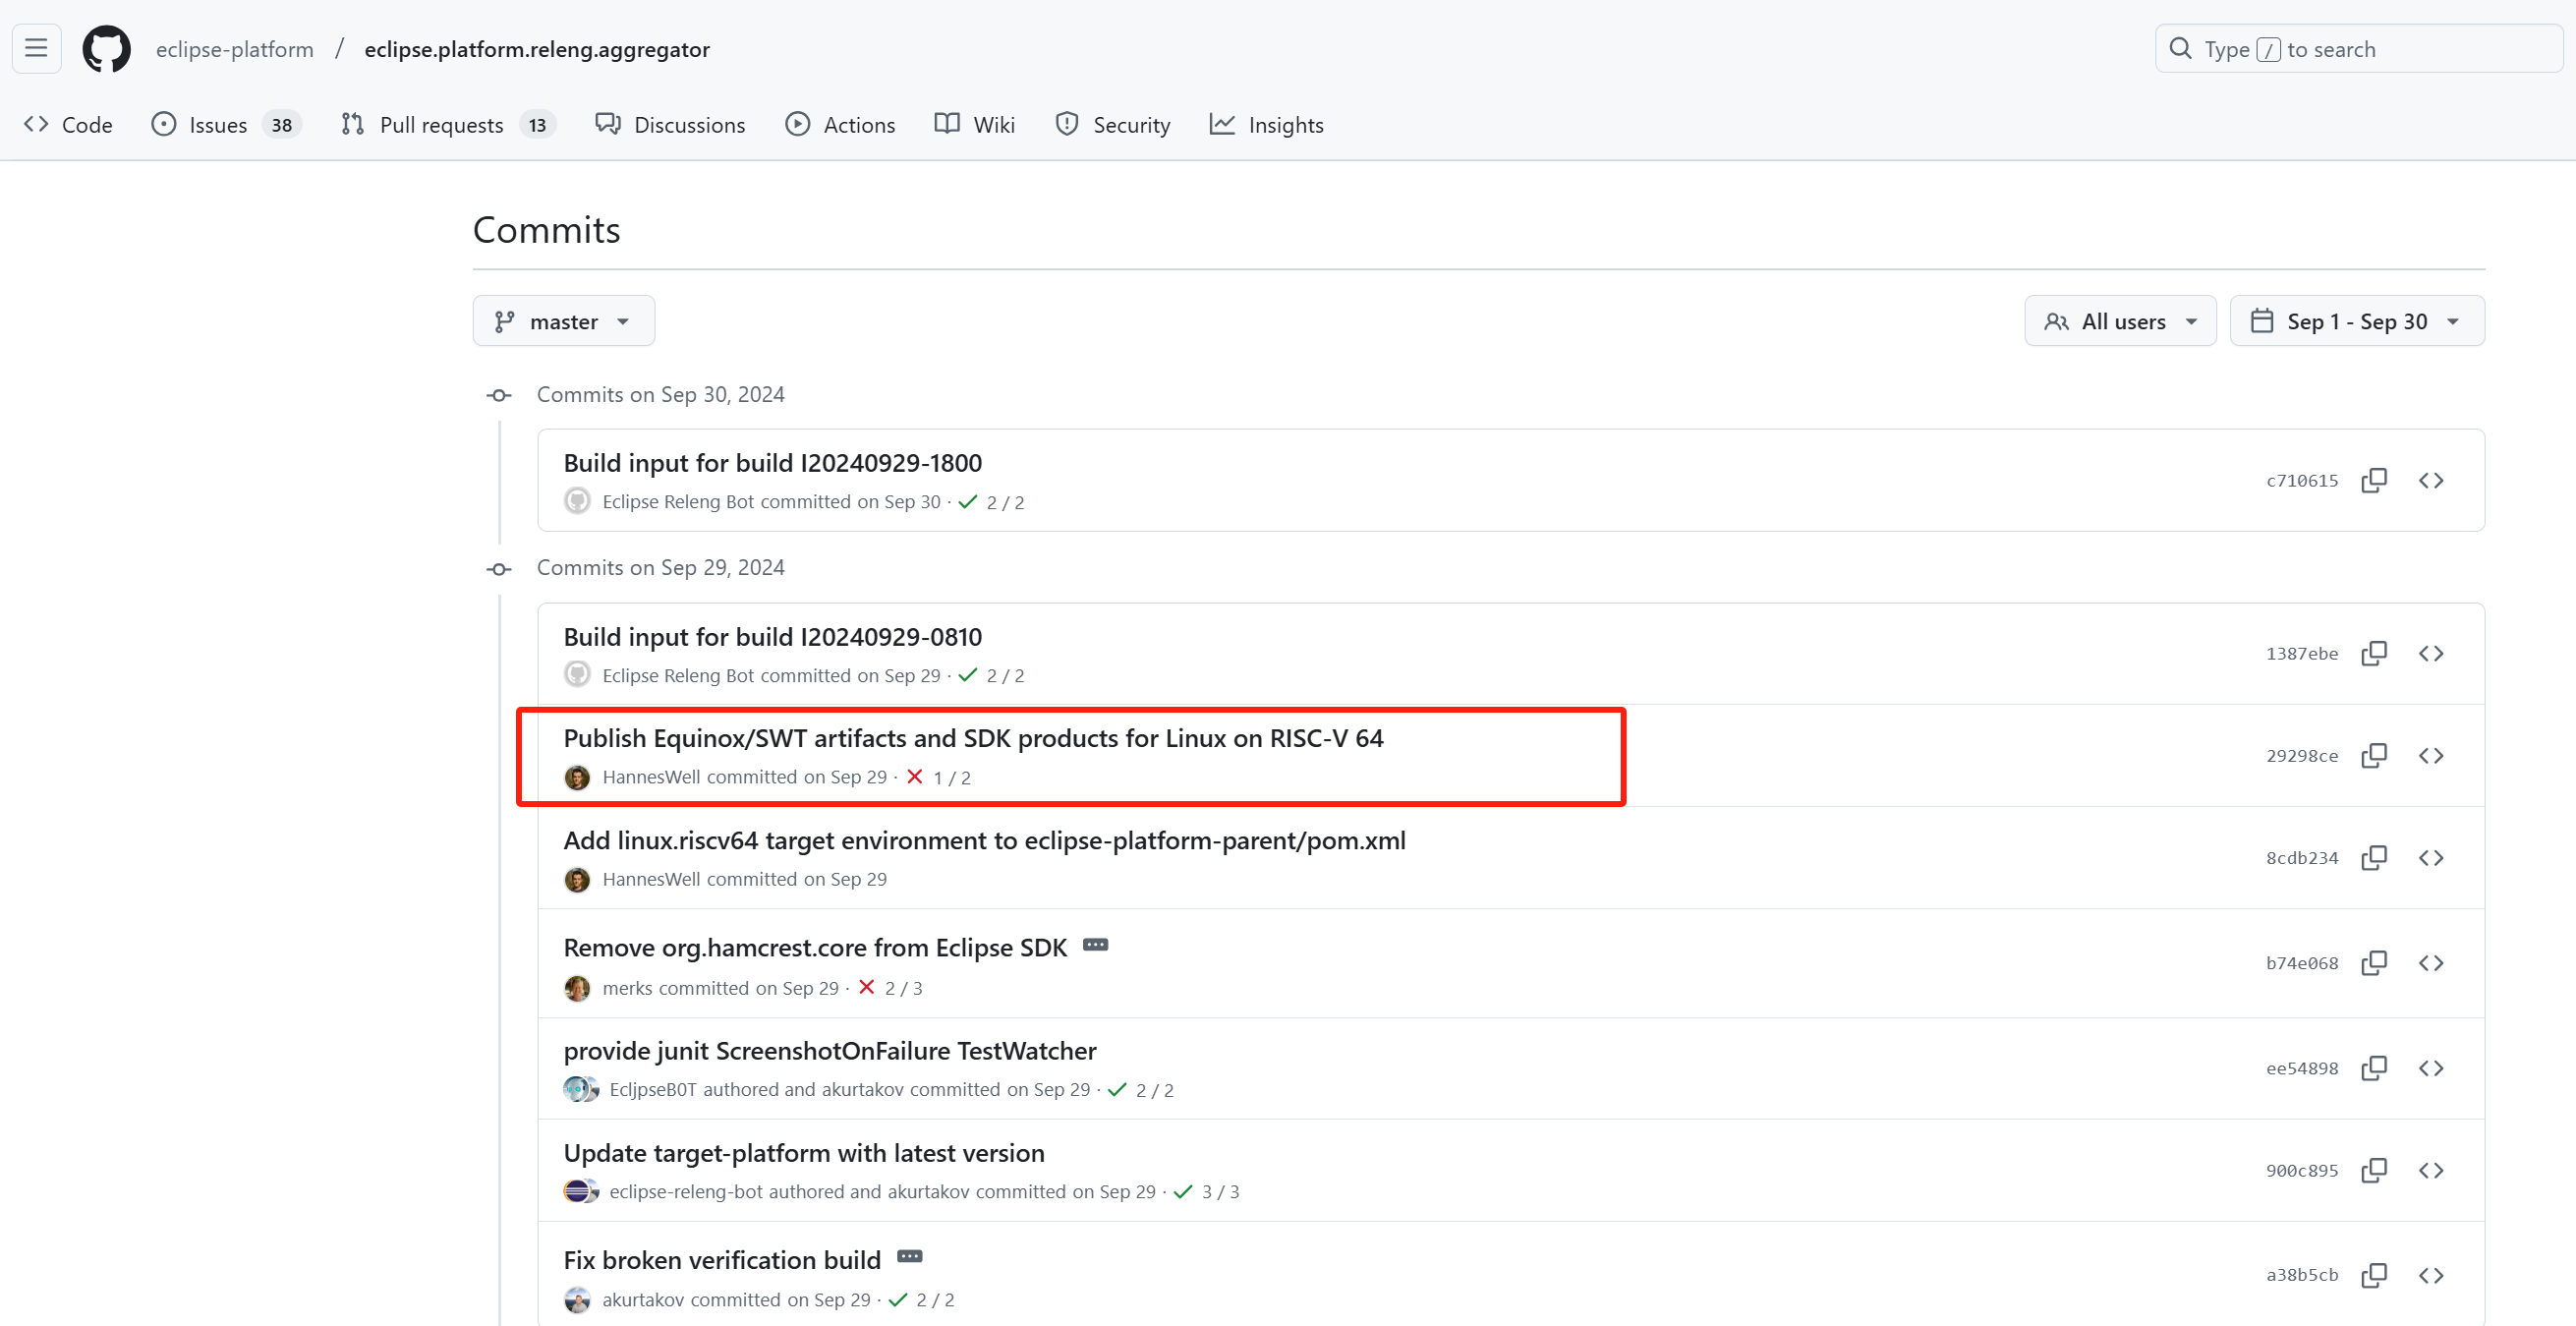 eclipse-platform / eclipse.platform.releng.aggregator
Type / to search
Code Issues 38 Pull requests 13 Discussions Actions Wiki Security Insights
Commits
master All users Sep 1 - Sep 30
Commits on Sep 30, 2024
Build input for build I20240929-1800
Eclipse Releng Bot committed on Sep 30 · 2 / 2
c710615
Commits on Sep 29, 2024
Build input for build I20240929-0810
Eclipse Releng Bot committed on Sep 29 · 2 / 2
1387ebe
Publish Equinox/SWT artifacts and SDK products for Linux on RISC-V 64
HannesWell committed on Sep 29 · 1 / 2
29298ce
Add linux.riscv64 target environment to eclipse-platform-parent/pom.xml
HannesWell committed on Sep 29
8cdb234
Remove org.hamcrest.core from Eclipse SDK
merks committed on Sep 29 · 2 / 3
b74e068
provide junit ScreenshotOnFailure TestWatcher
EcljpseB0T authored and akurtakov committed on Sep 29 · 2 / 2
ee54898
Update target-platform with latest version
eclipse-releng-bot authored and akurtakov committed on Sep 29 · 3 / 3
900c895
Fix broken verification build
akurtakov committed on Sep 29 · 2 / 2
a38b5cb